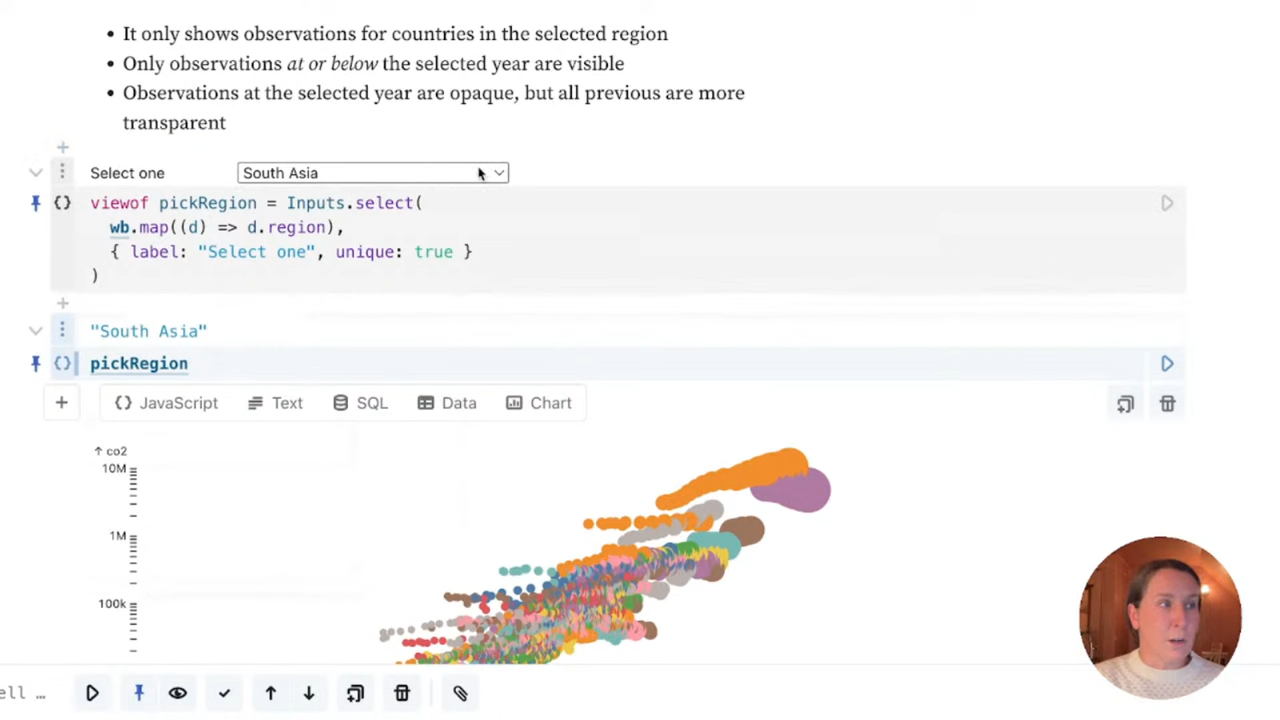 • It only shows observations for countries in the selected region
• Only observations at or below the selected year are visible
• Observations at the selected year are opaque, but all previous are more
transparent
Select one South Asia
viewof pickRegion = Inputs.select(
wb.map((d) => d.region),
{ label: "Select one", unique: true }
)
"South Asia"
pickRegion
JavaScript Text SQL Data Chart
↑ co2
10M
1M
100k
ell …